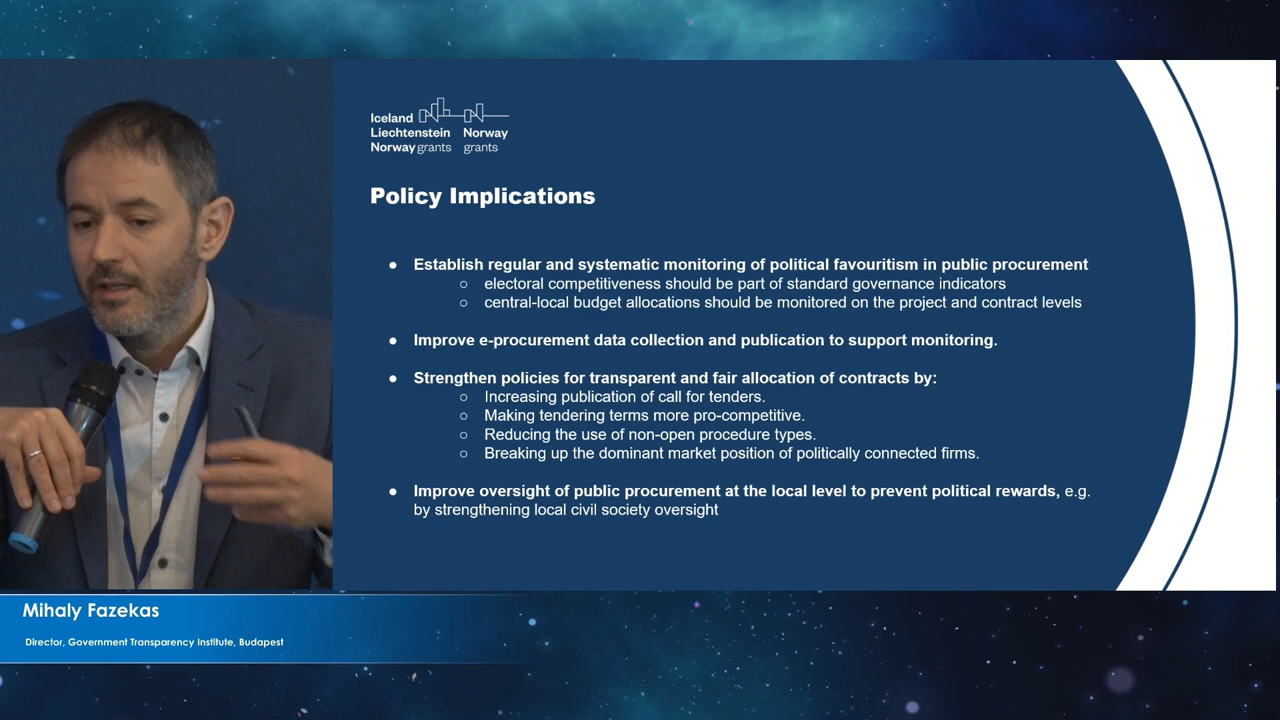 Iceland
Liechtenstein Norway
Norway grants grants
Policy Implications
● Establish regular and systematic monitoring of political favouritism in public procurement
○ electoral competitiveness should be part of standard governance indicators
○ central-local budget allocations should be monitored on the project and contract levels
● Improve e-procurement data collection and publication to support monitoring.
● Strengthen policies for transparent and fair allocation of contracts by:
○ Increasing publication of call for tenders.
○ Making tendering terms more pro-competitive.
○ Reducing the use of non-open procedure types.
○ Breaking up the dominant market position of politically connected firms.
● Improve oversight of public procurement at the local level to prevent political rewards, e.g.
by strengthening local civil society oversight
Mihaly Fazekas
Director, Government Transparency Institute, Budapest